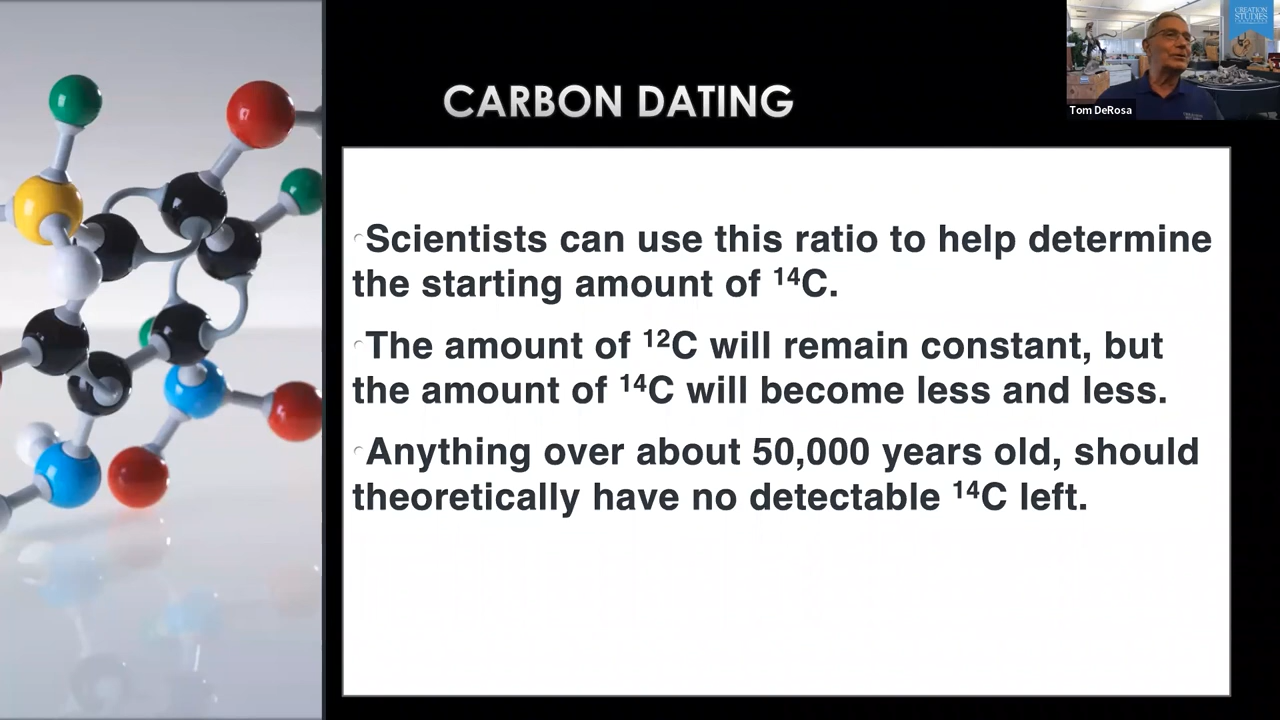 CREATION
STUDIES
Tom DeRosa
CARBON DATING
Scientists can use this ratio to help determine
the starting amount of ¹⁴C.
The amount of ¹²C will remain constant, but
the amount of ¹⁴C will become less and less.
Anything over about 50,000 years old, should
theoretically have no detectable ¹⁴C left.